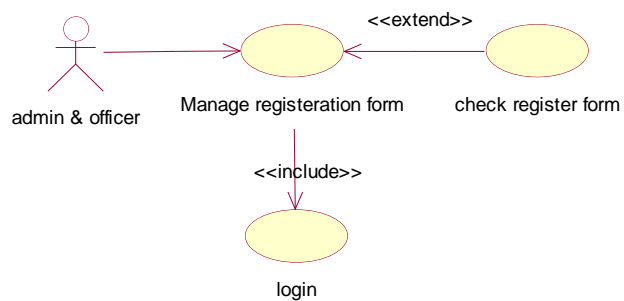 <<extend>>
admin & officer
Manage registeration form
check register form
<<include>>
login